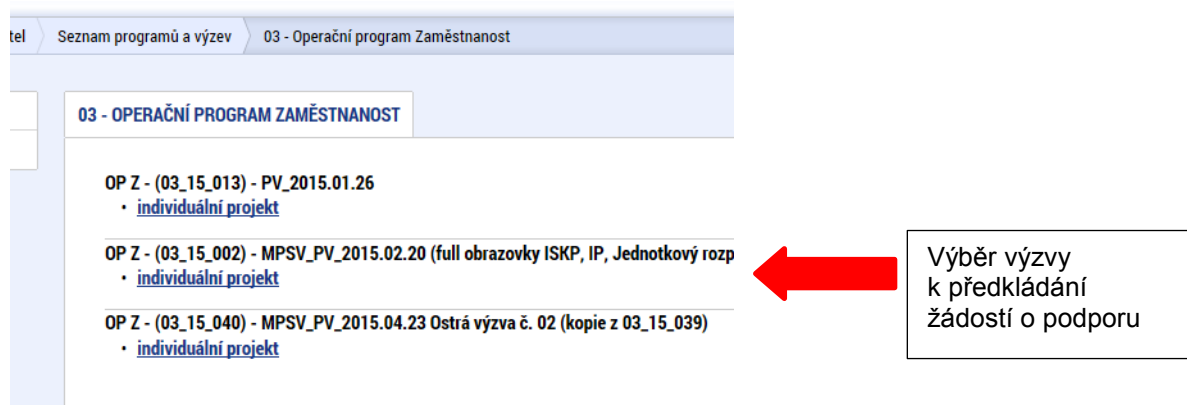 tel Seznam programů a výzev 03 - Operační program Zaměstnanost
03 - OPERAČNÍ PROGRAM ZAMĚSTNANOST
OP Z - (03_15_013) - PV_2015.01.26
• individuální projekt
OP Z - (03_15_002) - MPSV_PV_2015.02.20 (full obrazovky ISKP, IP, Jednotkový rozp
• individuální projekt
OP Z - (03_15_040) - MPSV_PV_2015.04.23 Ostrá výzva č. 02 (kopie z 03_15_039)
• individuální projekt
Výběr výzvy
k předkládání
žádostí o podporu